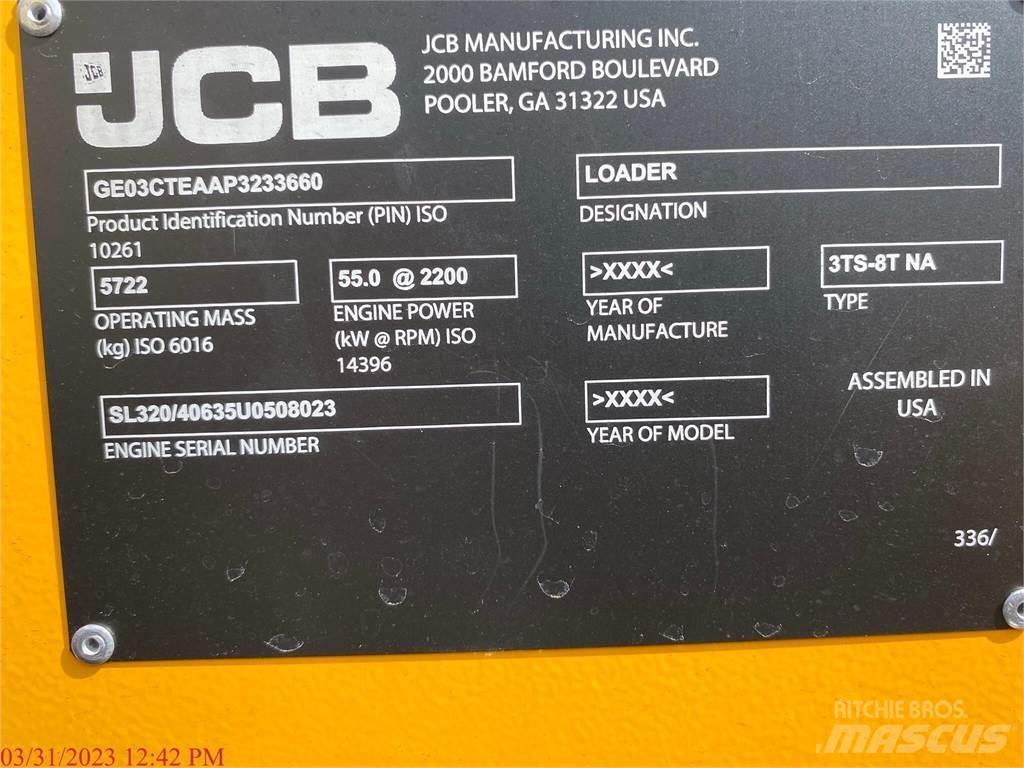 JCB
JCB
JCB MANUFACTURING INC.
2000 BAMFORD BOULEVARD
POOLER, GA 31322 USA
GE03CTEAAP3233660
Product Identification Number (PIN) ISO
10261
LOADER
DESIGNATION
5722
OPERATING MASS
(kg) ISO 6016
55.0 @ 2200
ENGINE POWER
(kW @ RPM) ISO
14396
>XXXX<
YEAR OF
MANUFACTURE
3TS-8T NA
TYPE
SL320/40635U0508023
ENGINE SERIAL NUMBER
>XXXX<
YEAR OF MODEL
ASSEMBLED IN
USA
336/
RITCHIE BROS.
MASCUS
03/31/2023 12:42 PM